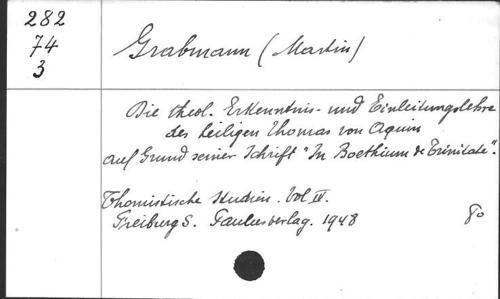 282
74
3
Grabmann (Martin)
Die theol. Erkenntnis- und Einleitungslehre
des heiligen Thomas von Aquin
auf Grund seiner Schrift "In Boethium de Trinitate".
Thomistische Studien. Vol IV.
Freiburg S. Paulusverlag. 1948
8o